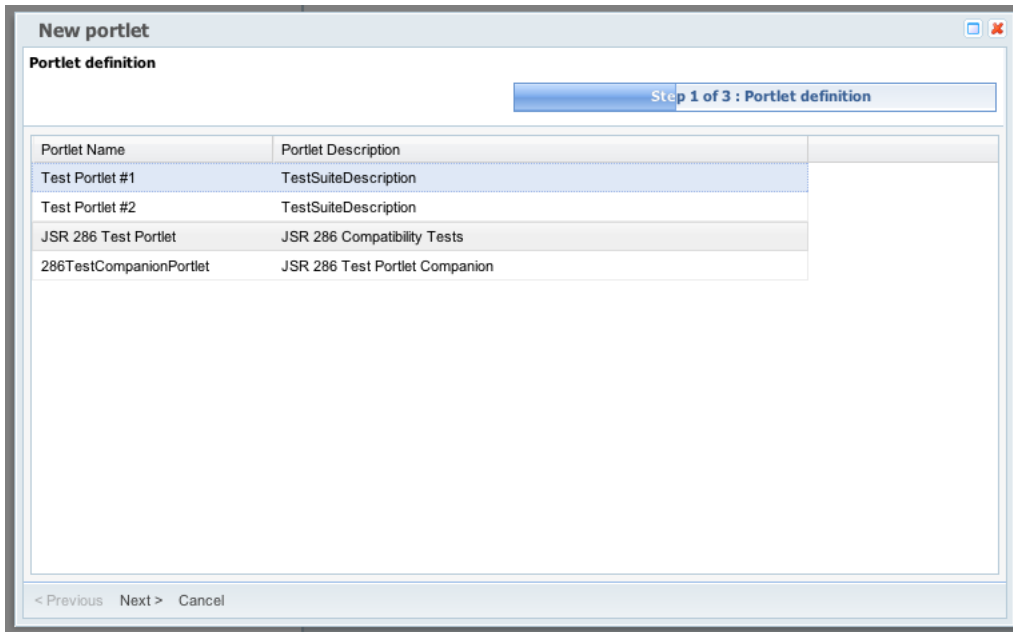 New portlet
Portlet definition
Step 1 of 3 : Portlet definition
Portlet Name Portlet Description
Test Portlet #1 TestSuiteDescription
Test Portlet #2 TestSuiteDescription
JSR 286 Test Portlet JSR 286 Compatibility Tests
286TestCompanionPortlet JSR 286 Test Portlet Companion
< Previous Next > Cancel